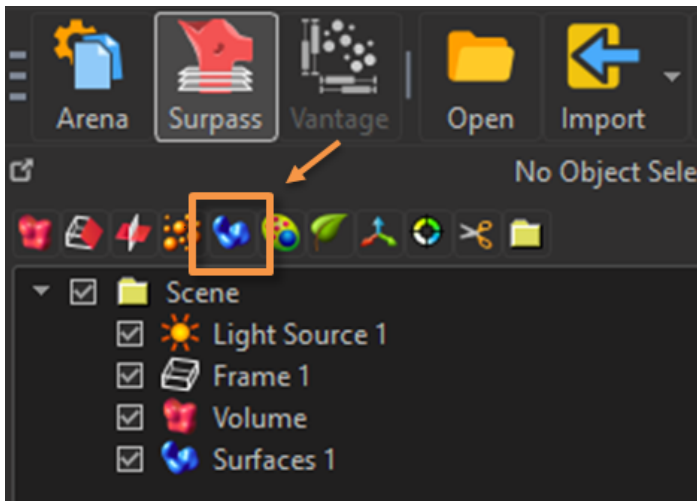 Arena Surpass Vantage Open Import
No Object Sele
Scene
Light Source 1
Frame 1
Volume
Surfaces 1